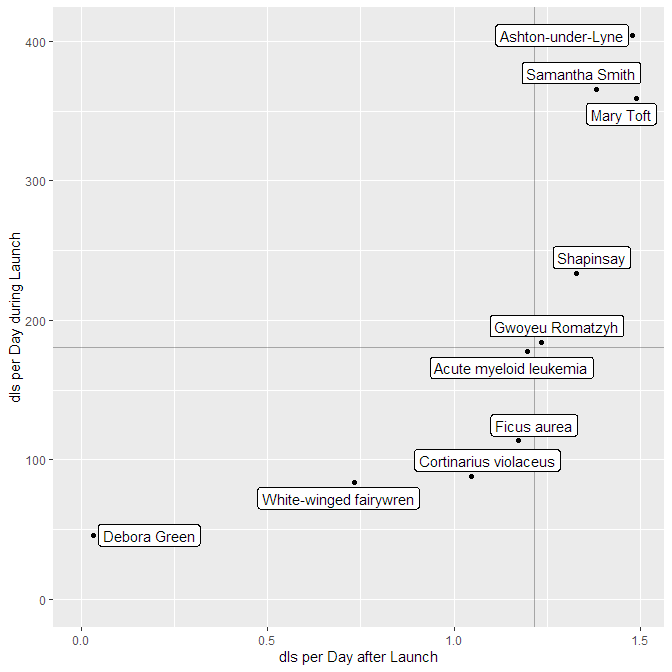 Ashton-under-Lyne
400
Samantha Smith
Mary Toft
300
Shapinsay
Gwoyeu Romatzyh
200
Acute myeloid leukemia
Ficus aurea
Cortinarius violaceus
100
White-winged fairywren
Debora Green
0
dls per Day during Launch
0.0 0.5 1.0 1.5
dls per Day after Launch